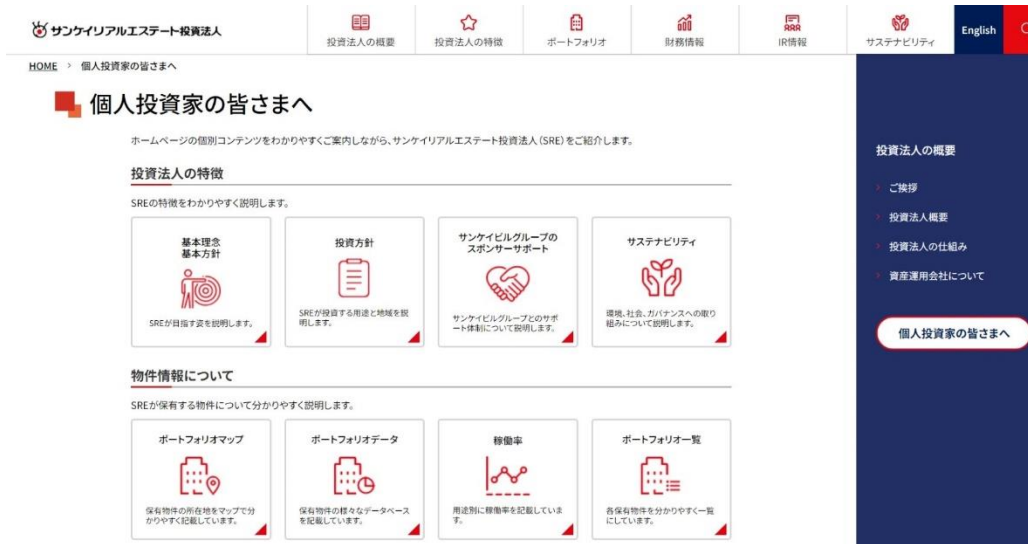 サンケイリアルエステート投資法人
投資法人の概要
投資法人の特徴
ポートフォリオ
財務情報
IR情報
サステナビリティ
English
HOME > 個人投資家の皆さまへ
個人投資家の皆さまへ
ホームページの個別コンテンツをわかりやすくご案内しながら、サンケイリアルエステート投資法人(SRE)をご紹介します。
投資法人の特徴
SREの特徴をわかりやすく説明します。
基本理念
基本方針
SREが目指す姿を説明します。
投資方針
SREが投資する用途と地域を説
明します。
サンケイビルグループの
スポンサーサポート
サンケイビルグループとのサポ
ート体制について説明します。
サステナビリティ
環境、社会、ガバナンスへの取り
組みについて説明します。
物件情報について
SREが保有する物件について分かりやすく説明します。
ポートフォリオマップ
保有物件の所在地をマップで分
かりやすく記載しています。
ポートフォリオデータ
保有物件の様々なデータベース
を記載しています。
稼働率
用途別に稼働率を記載していま
す。
ポートフォリオ一覧
各保有物件を分かりやすく一覧
にしています。
投資法人の概要
ご挨拶
投資法人概要
投資法人の仕組み
資産運用会社について
個人投資家の皆さまへ